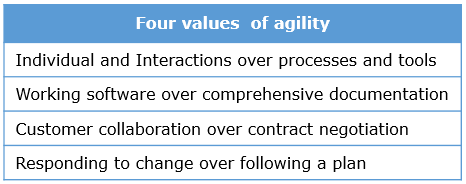 Four values of agility
Individual and Interactions over processes and tools
Working software over comprehensive documentation
Customer collaboration over contract negotiation
Responding to change over following a plan